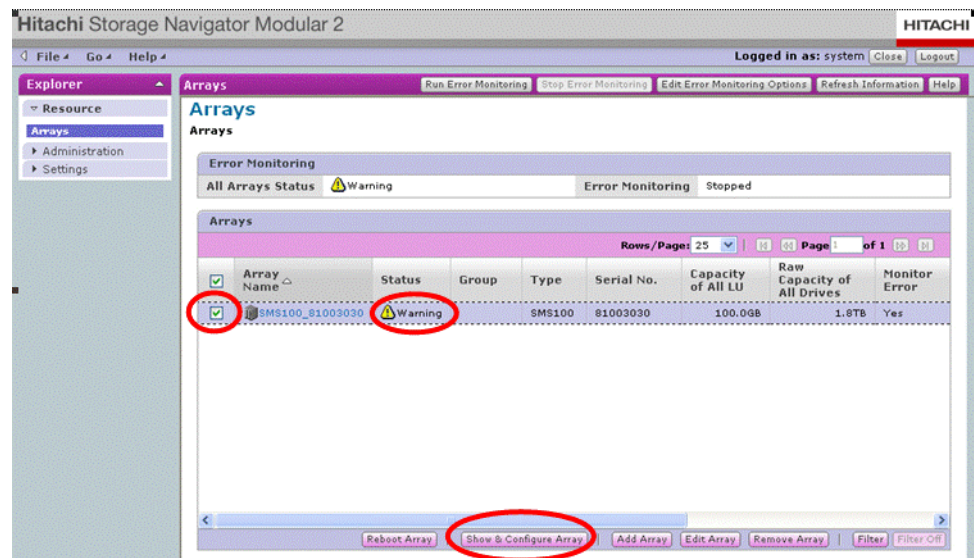 Hitachi Storage Navigator Modular 2
HITACHI
File Go Help
Logged in as: system Close Logout
Explorer
Resource
Arrays
Administration
Settings
Arrays Run Error Monitoring Stop Error Monitoring Edit Error Monitoring Options Refresh Information Help
Arrays
Arrays
Error Monitoring
All Arrays Status Warning Error Monitoring Stopped
Arrays
Rows/Page: 25 Page 1 of 1
Array Name Status Group Type Serial No. Capacity of All LU Raw Capacity of All Drives Monitor Error
SMS100_81003030 Warning SMS100 81003030 100.0GB 1.8TB Yes
Reboot Array Show & Configure Array Add Array Edit Array Remove Array Filter Filter Off